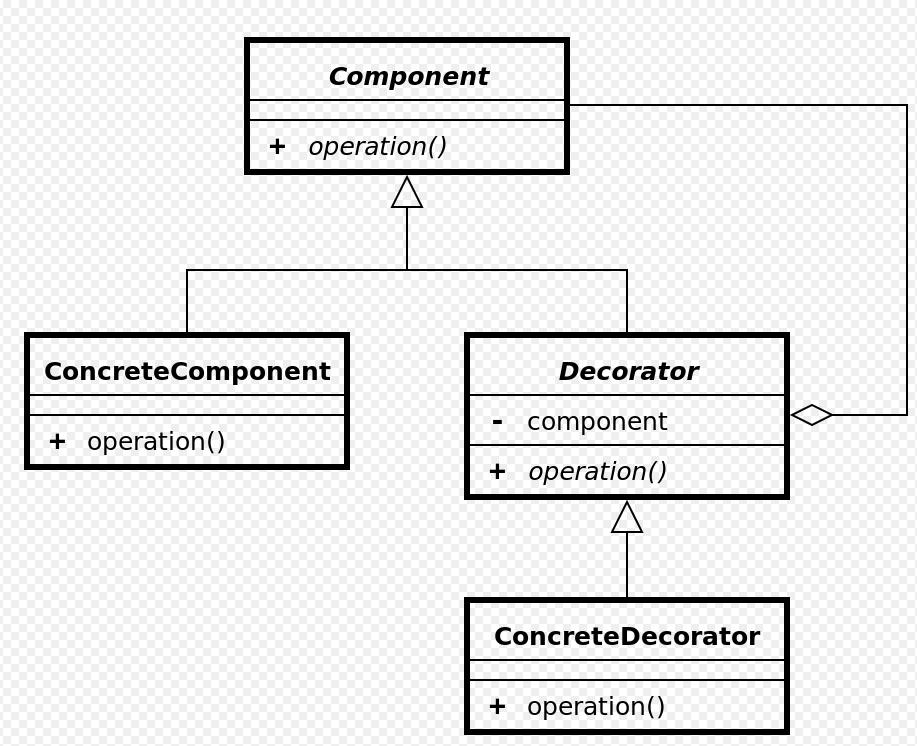 Component
+ operation()
ConcreteComponent
+ operation()
Decorator
- component
+ operation()
ConcreteDecorator
+ operation()